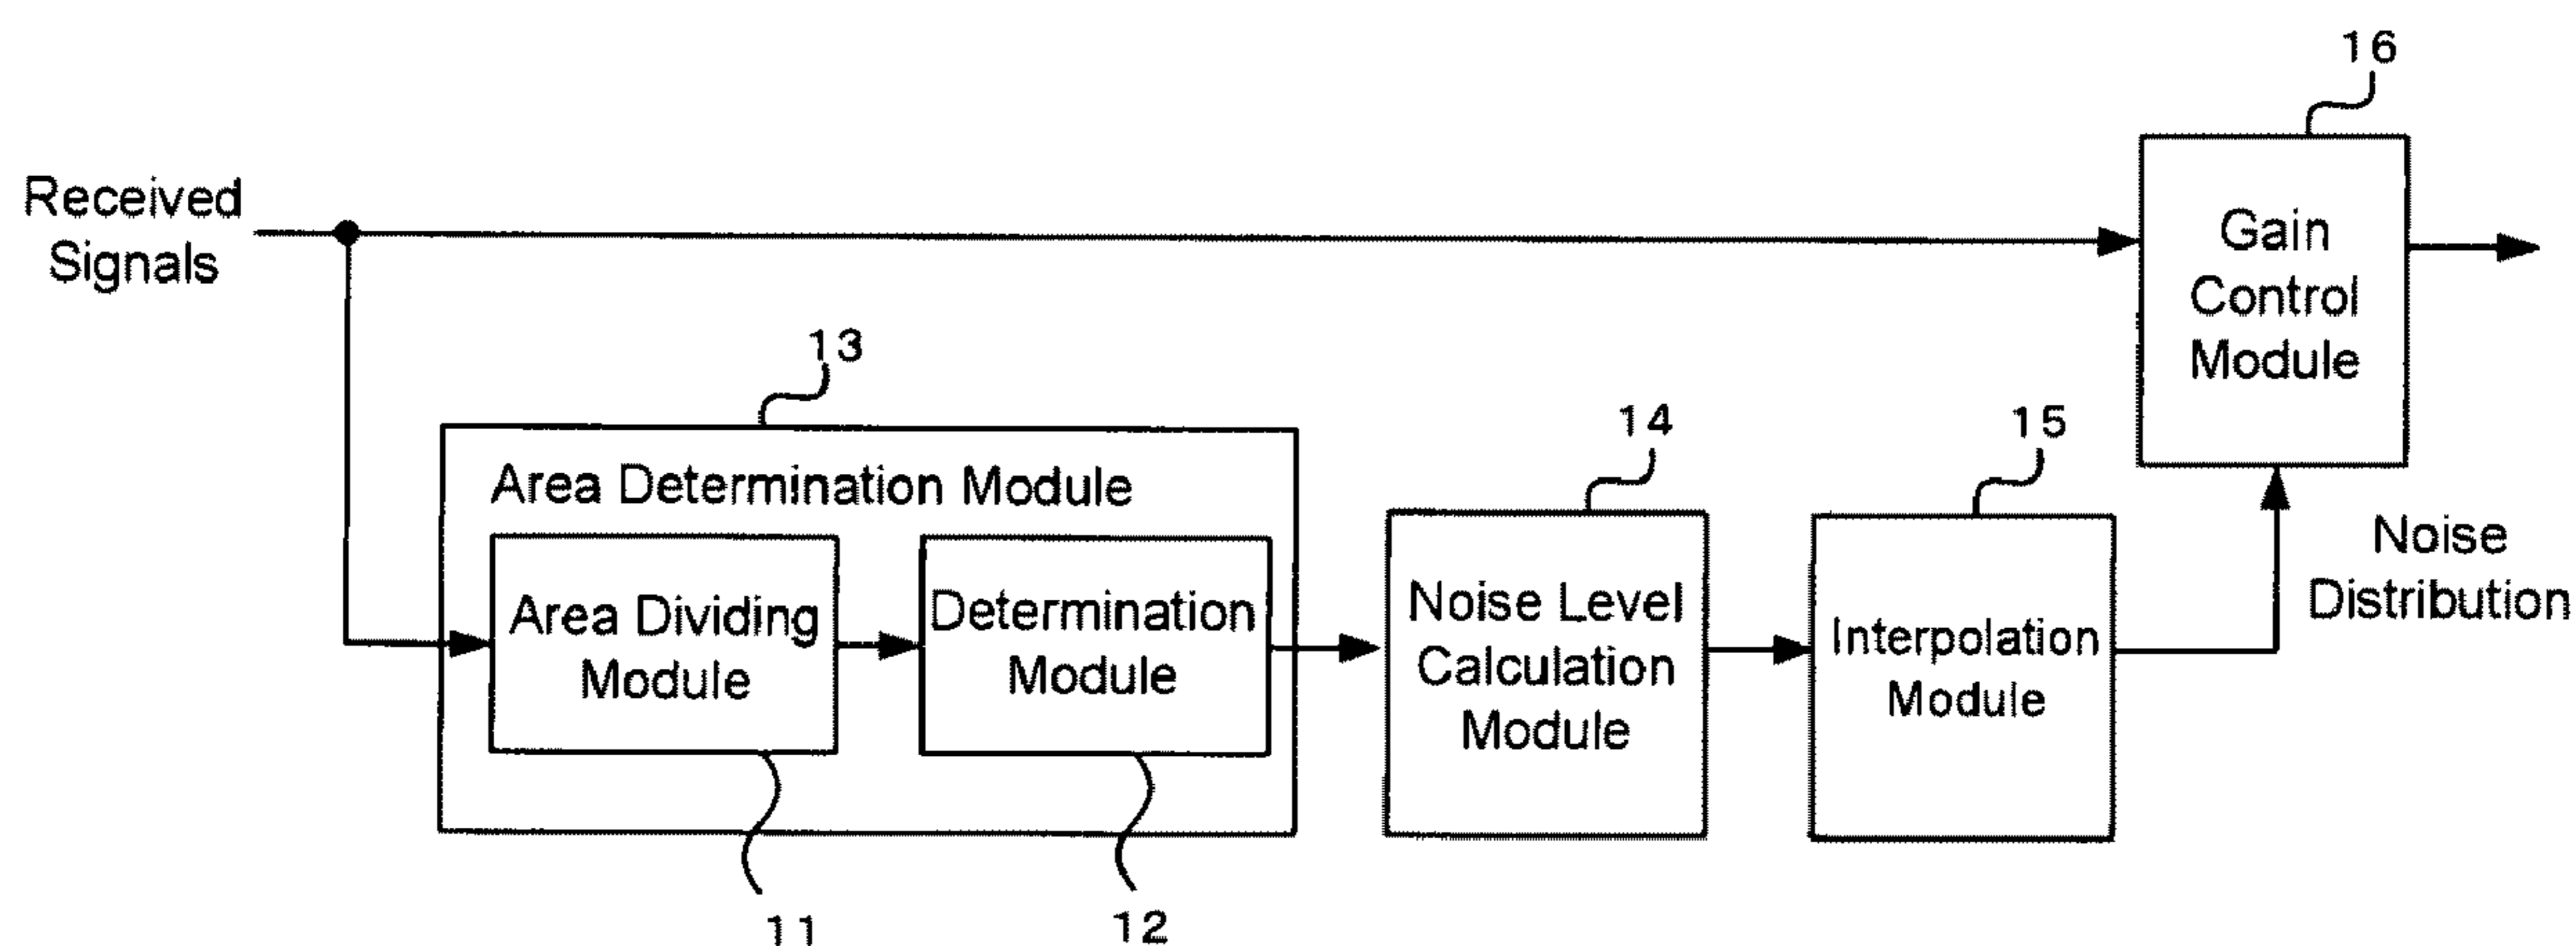 16
Received
Signals
Gain
Control
Module
13
14
15
Area Determination Module
Noise
Distribution
Area Dividing
Module
Determination
Module
Noise Level
Calculation
Module
Interpolation
Module
11
12